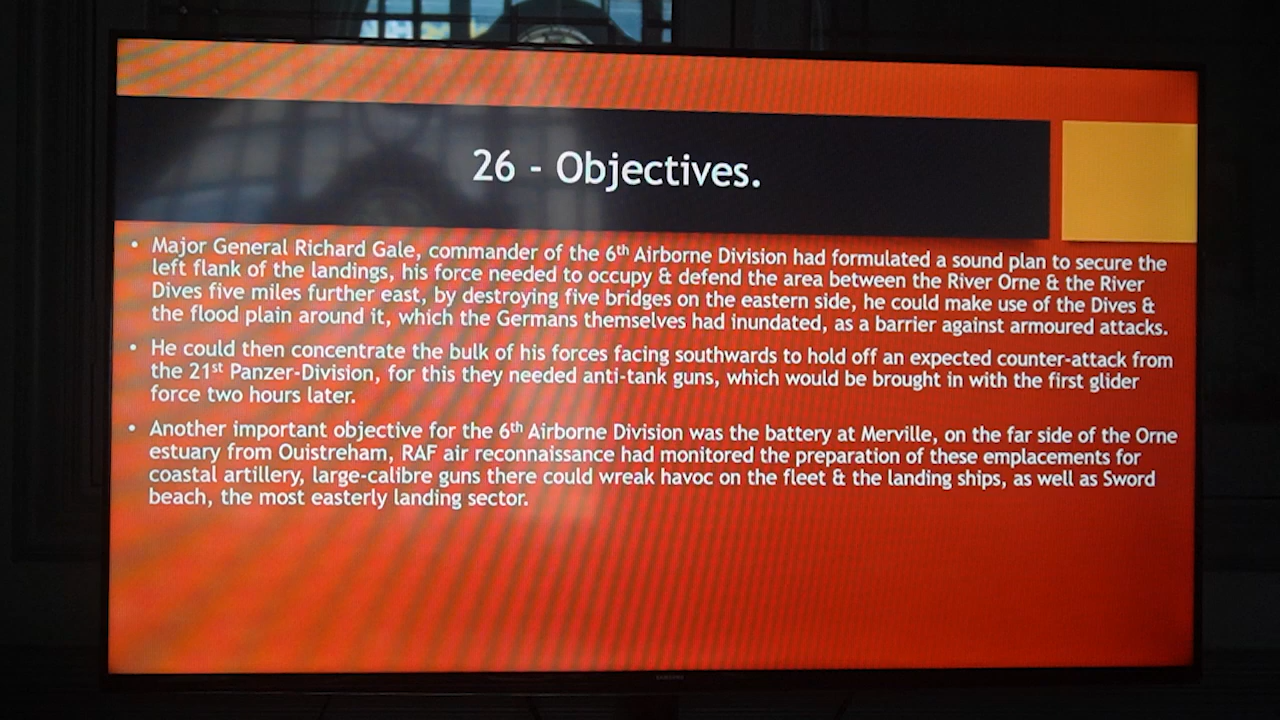 26 - Objectives.
• Major General Richard Gale, commander of the 6th Airborne Division had formulated a sound plan to secure the
left flank of the landings, his force needed to occupy & defend the area between the River Orne & the River
Dives five miles further east, by destroying five bridges on the eastern side, he could make use of the Dives &
the flood plain around it, which the Germans themselves had inundated, as a barrier against armoured attacks.
• He could then concentrate the bulk of his forces facing southwards to hold off an expected counter-attack from
the 21st Panzer-Division, for this they needed anti-tank guns, which would be brought in with the first glider
force two hours later.
• Another important objective for the 6th Airborne Division was the battery at Merville, on the far side of the Orne
estuary from Ouistreham, RAF air reconnaissance had monitored the preparation of these emplacements for
coastal artillery, large-calibre guns there could wreak havoc on the fleet & the landing ships, as well as Sword
beach, the most easterly landing sector.
SAMSUNG